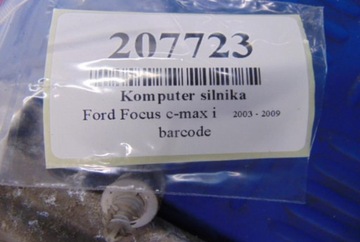 207723
Komputer silnika
Ford Focus c-max i 2003 - 2009
barcode